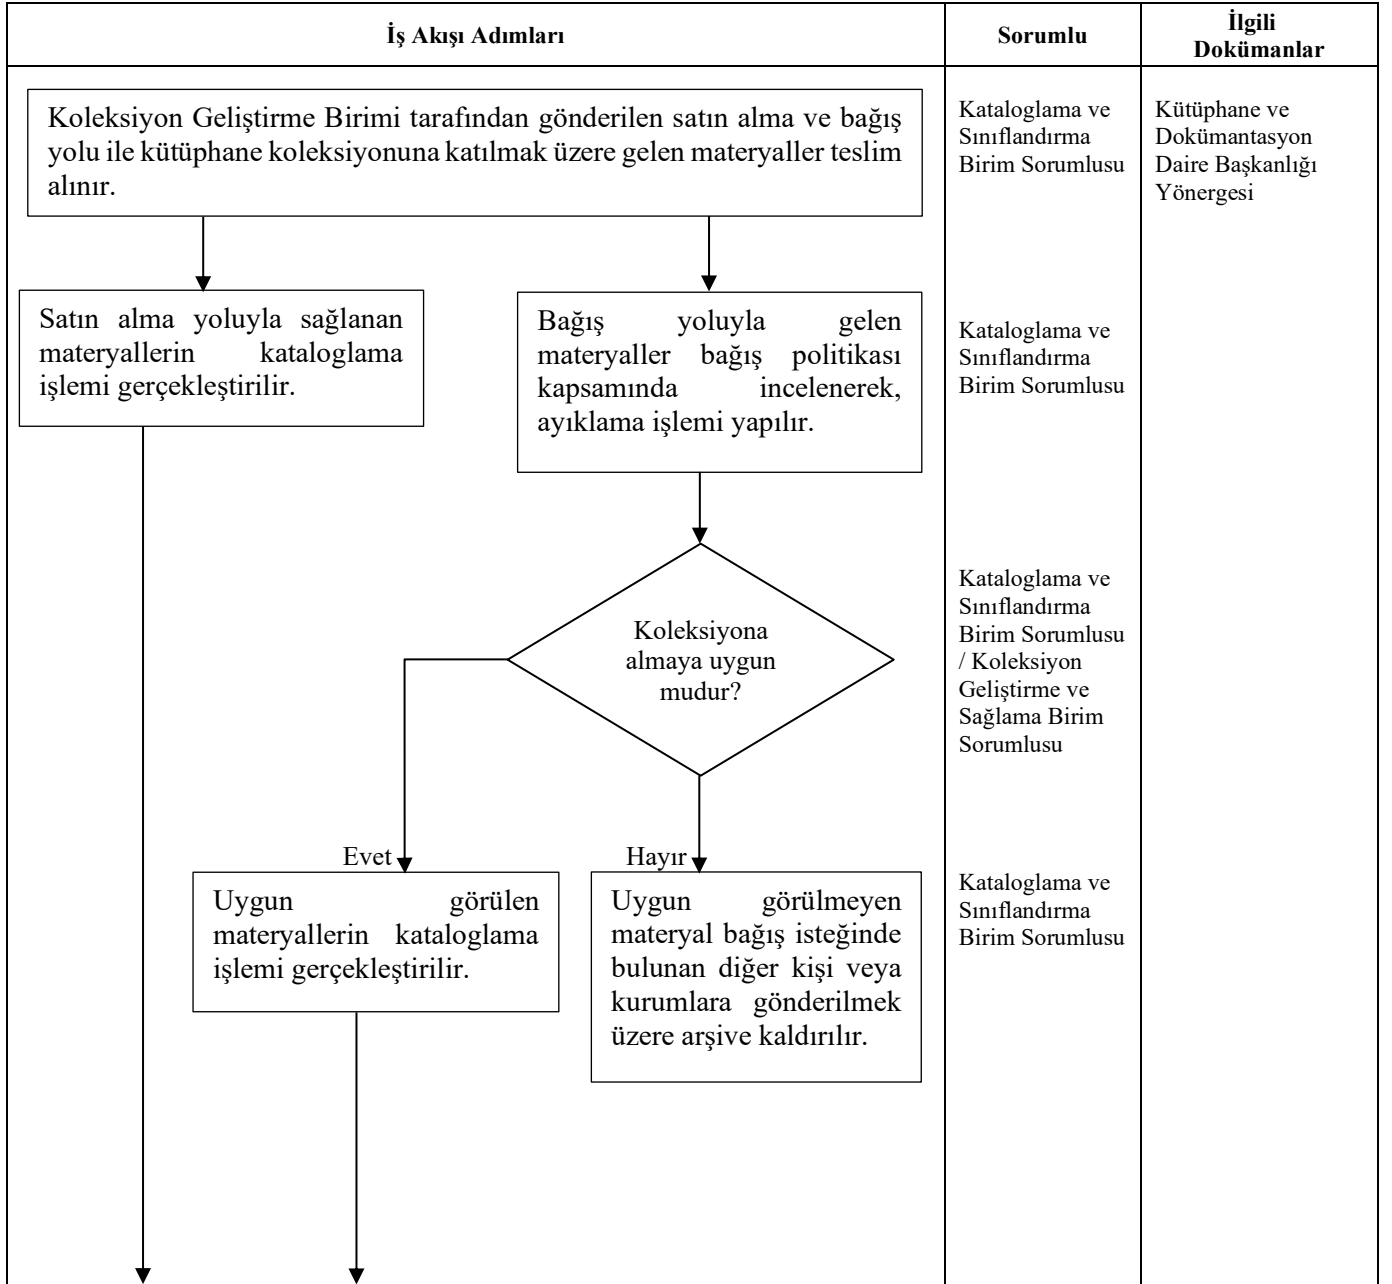 İş Akışı Adımları
Sorumlu
İlgili
Dokümanlar
Koleksiyon Geliştirme Birimi tarafından gönderilen satın alma ve bağış
yolu ile kütüphane koleksiyonuna katılmak üzere gelen materyaller teslim
alınır.
Kataloglama ve
Sınıflandırma
Birim Sorumlusu
Kütüphane ve
Dokümantasyon
Daire Başkanlığı
Yönergesi
Satın alma yoluyla sağlanan
materyallerin kataloglama
işlemi gerçekleştirilir.
Bağış yoluyla gelen
materyaller bağış politikası
kapsamında incelenerek,
ayıklama işlemi yapılır.
Kataloglama ve
Sınıflandırma
Birim Sorumlusu
Koleksiyona
almaya uygun
mudur?
Kataloglama ve
Sınıflandırma
Birim Sorumlusu
/ Koleksiyon
Geliştirme ve
Sağlama Birim
Sorumlusu
Evet
Hayır
Uygun görülen
materyallerin kataloglama
işlemi gerçekleştirilir.
Uygun görülmeyen
materyal bağış isteğinde
bulunan diğer kişi veya
kurumlara gönderilmek
üzere arşive kaldırılır.
Kataloglama ve
Sınıflandırma
Birim Sorumlusu